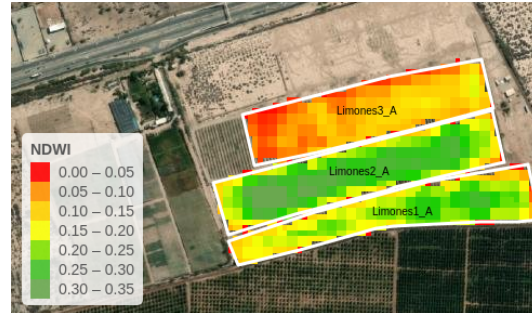 Limones3_A
Limones2_A
Limones1_A
NDWI
0.00 – 0.05
0.05 – 0.10
0.10 – 0.15
0.15 – 0.20
0.20 – 0.25
0.25 – 0.30
0.30 – 0.35